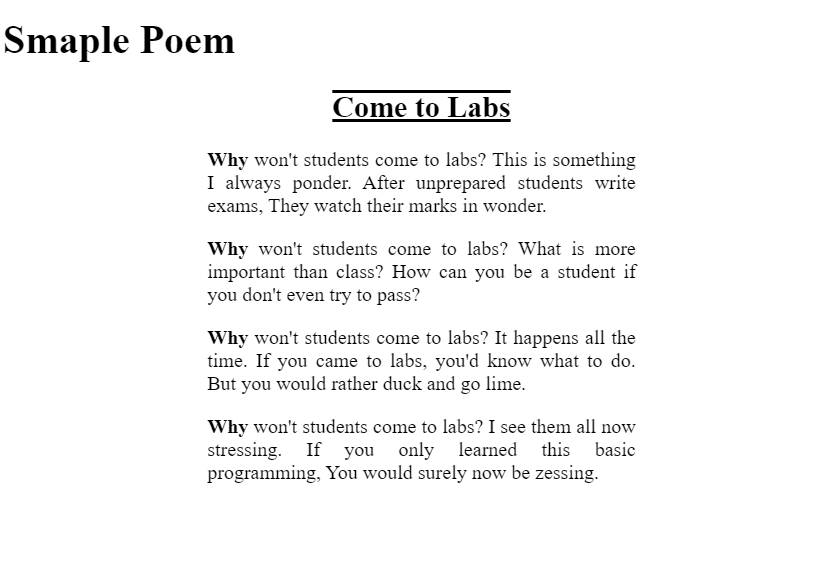 Smaple Poem
Come to Labs
Why won't students come to labs? This is something
I always ponder. After unprepared students write
exams, They watch their marks in wonder.
Why won't students come to labs? What is more
important than class? How can you be a student if
you don't even try to pass?
Why won't students come to labs? It happens all the
time. If you came to labs, you'd know what to do.
But you would rather duck and go lime.
Why won't students come to labs? I see them all now
stressing. If you only learned this basic
programming, You would surely now be zessing.